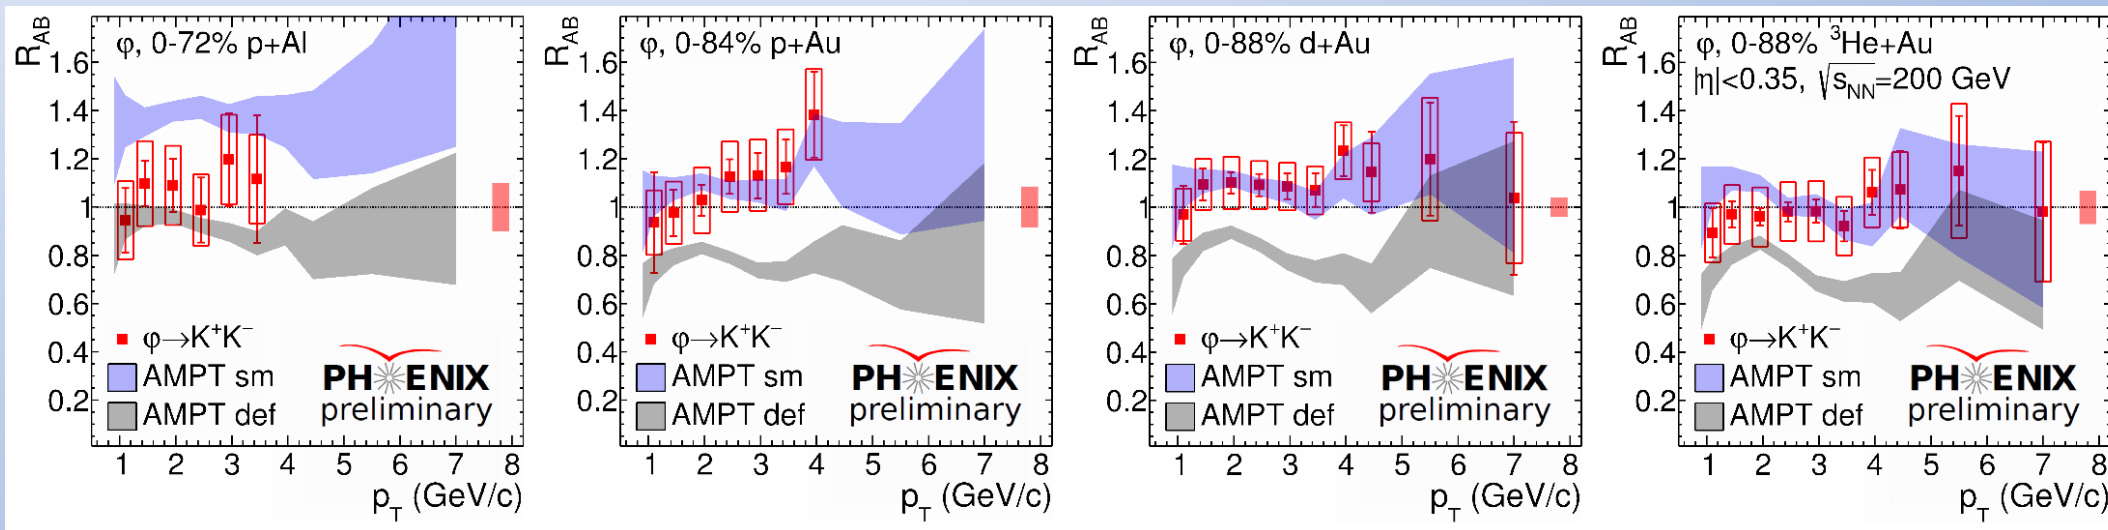 R_AB
φ, 0-72% p+Al
1.6
1.4
1.2
1
0.8
0.6
0.4
0.2
φ→K⁺K⁻
AMPT sm
AMPT def
PHENIX
preliminary
1 2 3 4 5 6 7 8
p_T (GeV/c)
R_AB
φ, 0-84% p+Au
1.6
1.4
1.2
1
0.8
0.6
0.4
0.2
φ→K⁺K⁻
AMPT sm
AMPT def
PHENIX
preliminary
1 2 3 4 5 6 7 8
p_T (GeV/c)
R_AB
φ, 0-88% d+Au
1.6
1.4
1.2
1
0.8
0.6
0.4
0.2
φ→K⁺K⁻
AMPT sm
AMPT def
PHENIX
preliminary
1 2 3 4 5 6 7 8
p_T (GeV/c)
R_AB
φ, 0-88% ³He+Au
|η|<0.35, √s_NN=200 GeV
1.6
1.4
1.2
1
0.8
0.6
0.4
0.2
φ→K⁺K⁻
AMPT sm
AMPT def
PHENIX
preliminary
1 2 3 4 5 6 7 8
p_T (GeV/c)